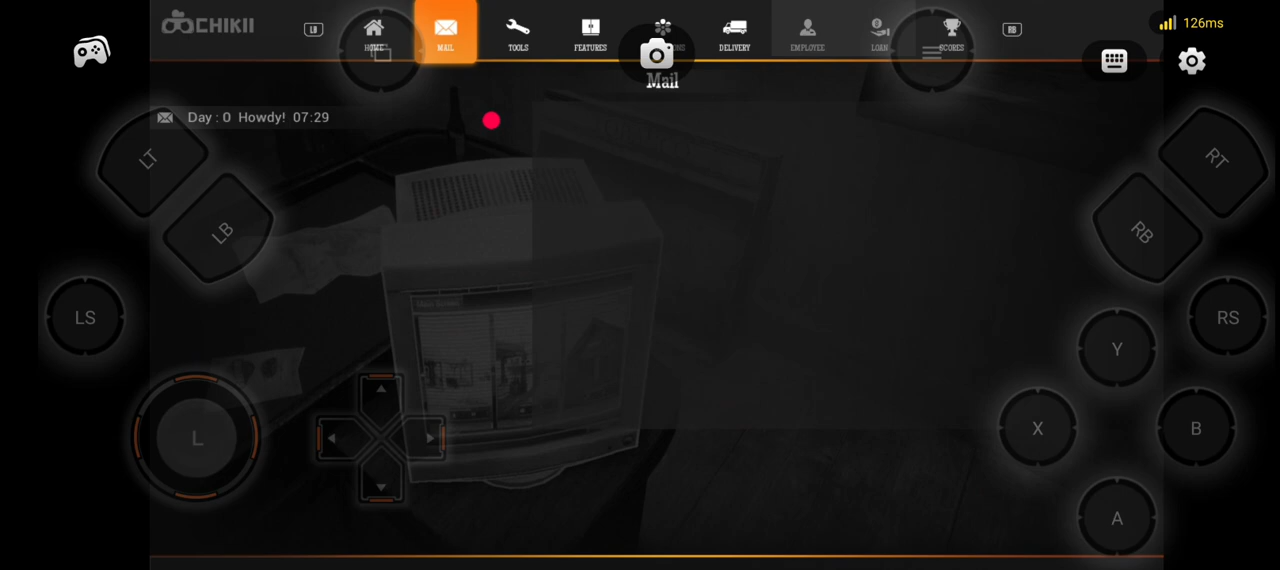 CHIKII
LB
HOME
MAIL
TOOLS
FEATURES
DELIVERY
EMPLOYEE
LOAN
SCORES
RB
126ms
Mail
Day : 0 Howdy! 07:29
LT
LB
RT
RB
LS
RS
Y
L
X
B
A